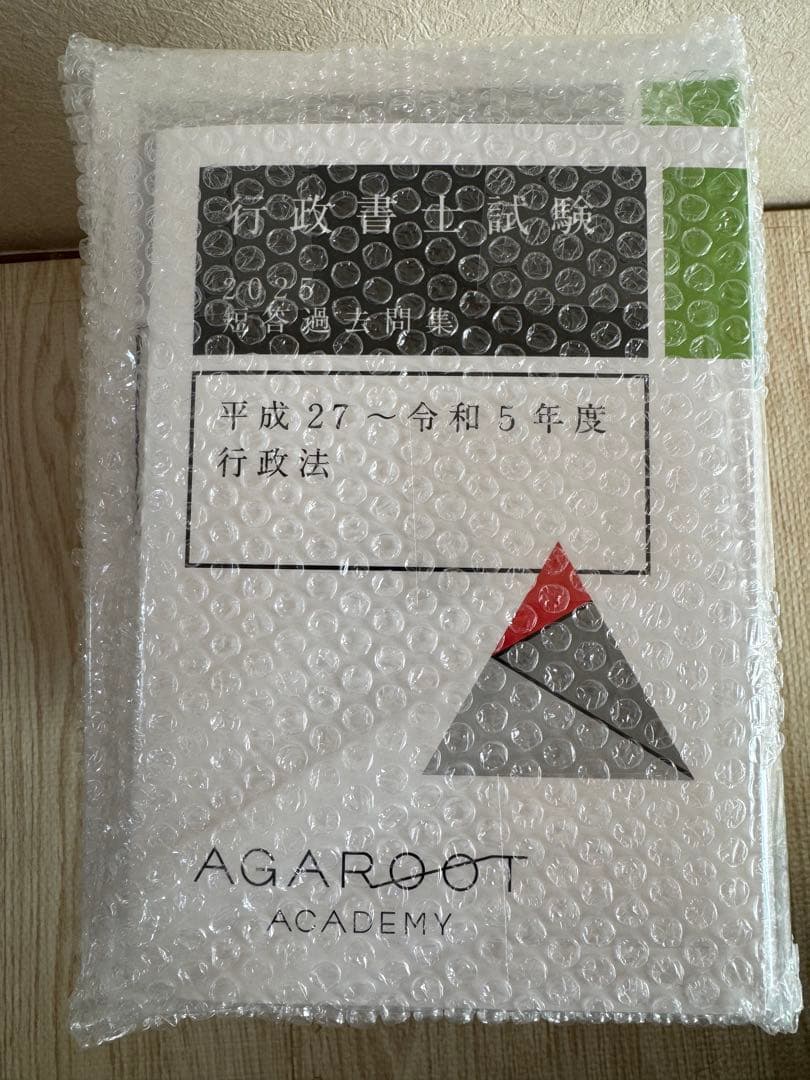 行政書士試験
2025
短答過去問集
平成27～令和5年度
行政法
AGAROOT
ACADEMY